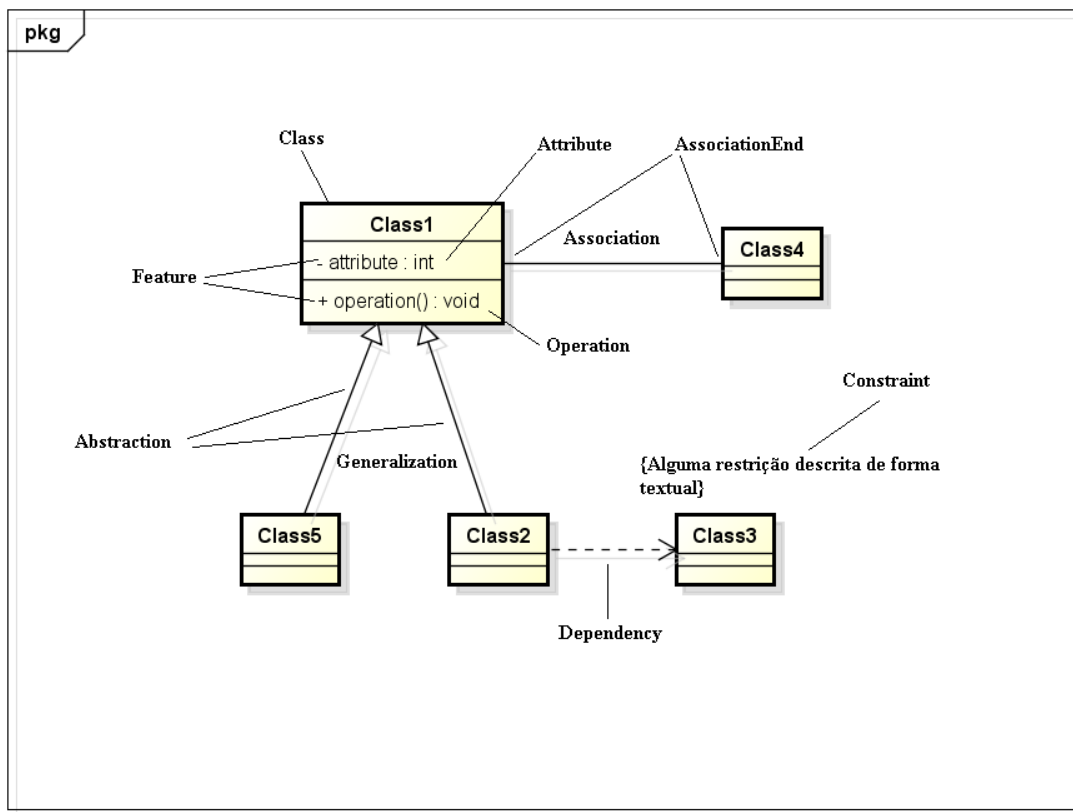 pkg
Class
Attribute
AssociationEnd
Class1
Association
Class4
- attribute : int
Feature
+ operation() : void
Operation
Constraint
Abstraction
Generalization
{Alguma restrição descrita de forma
textual}
Class5
Class2
Class3
Dependency